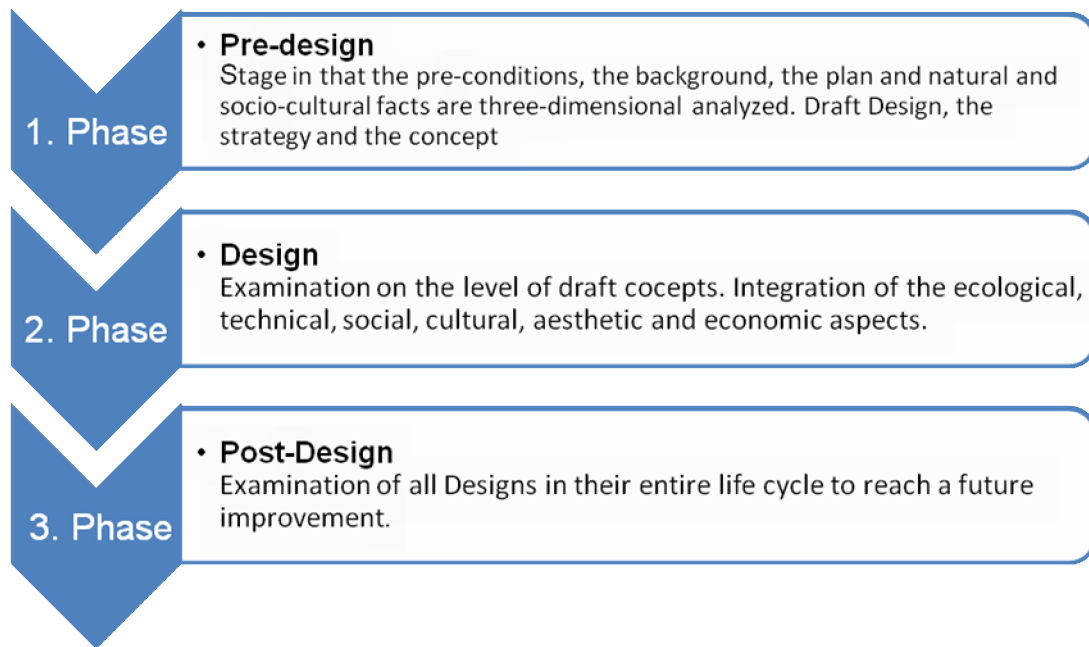 1. Phase
• Pre-design
Stage in that the pre-conditions, the background, the plan and natural and
socio-cultural facts are three-dimensional analyzed. Draft Design, the
strategy and the concept
2. Phase
• Design
Examination on the level of draft cocepts. Integration of the ecological,
technical, social, cultural, aesthetic and economic aspects.
3. Phase
• Post-Design
Examination of all Designs in their entire life cycle to reach a future
improvement.